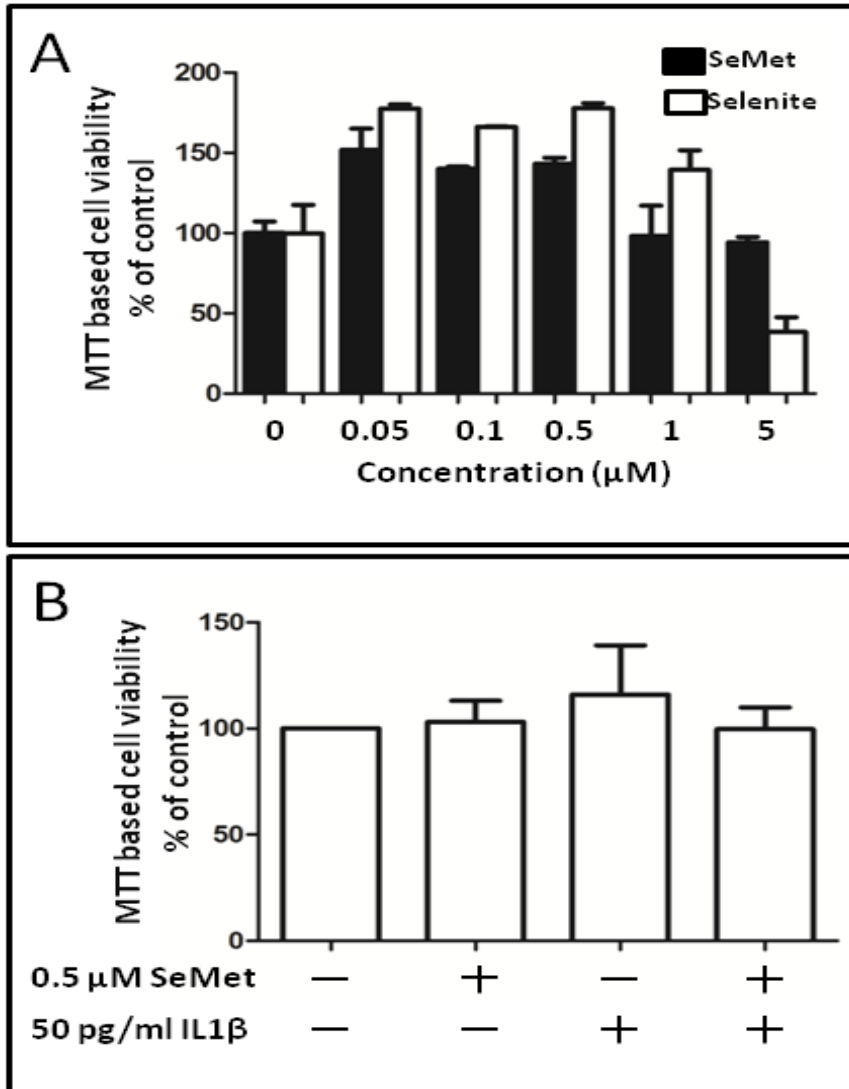 A
MTT based cell viability
% of control
200
150
100
50
0
SeMet
Selenite
0 0.05 0.1 0.5 1 5
Concentration (µM)
B
MTT based cell viability
% of control
150
100
50
0
0.5 µM SeMet — + — +
50 pg/ml IL1β — — + +